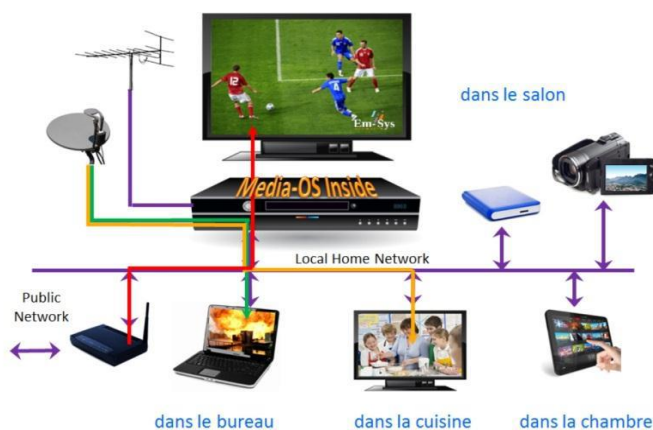 Em-Sys
dans le salon
Media-OS Inside
Local Home Network
Public
Network
dans le bureau
dans la cuisine
dans la chambre